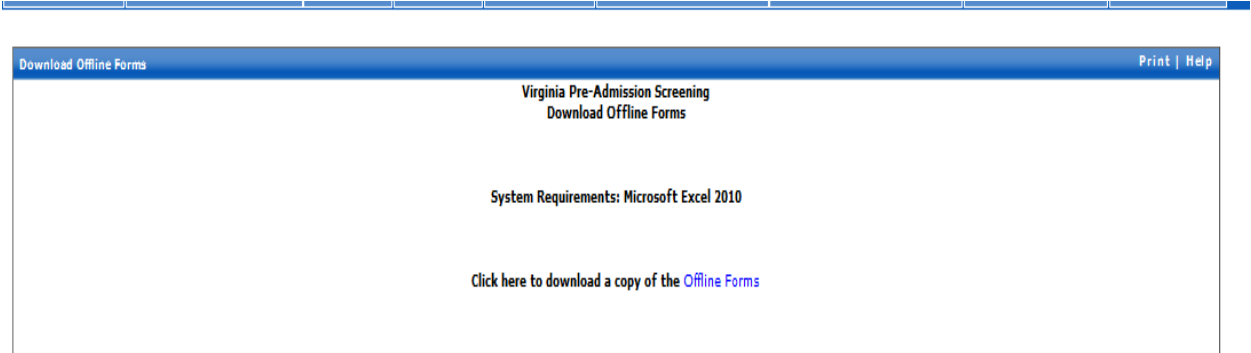 Download Offline Forms Print | Help
Virginia Pre-Admission Screening
Download Offline Forms
System Requirements: Microsoft Excel 2010
Click here to download a copy of the Offline Forms